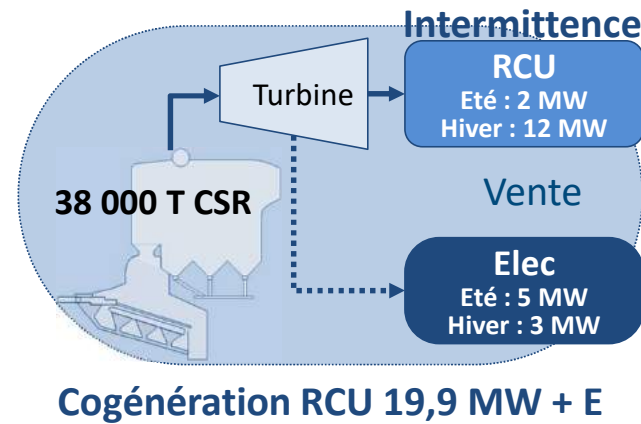 Intermittence
RCU
Eté : 2 MW
Hiver : 12 MW
Turbine
38 000 T CSR
Vente
Elec
Eté : 5 MW
Hiver : 3 MW
Cogénération RCU 19,9 MW + E